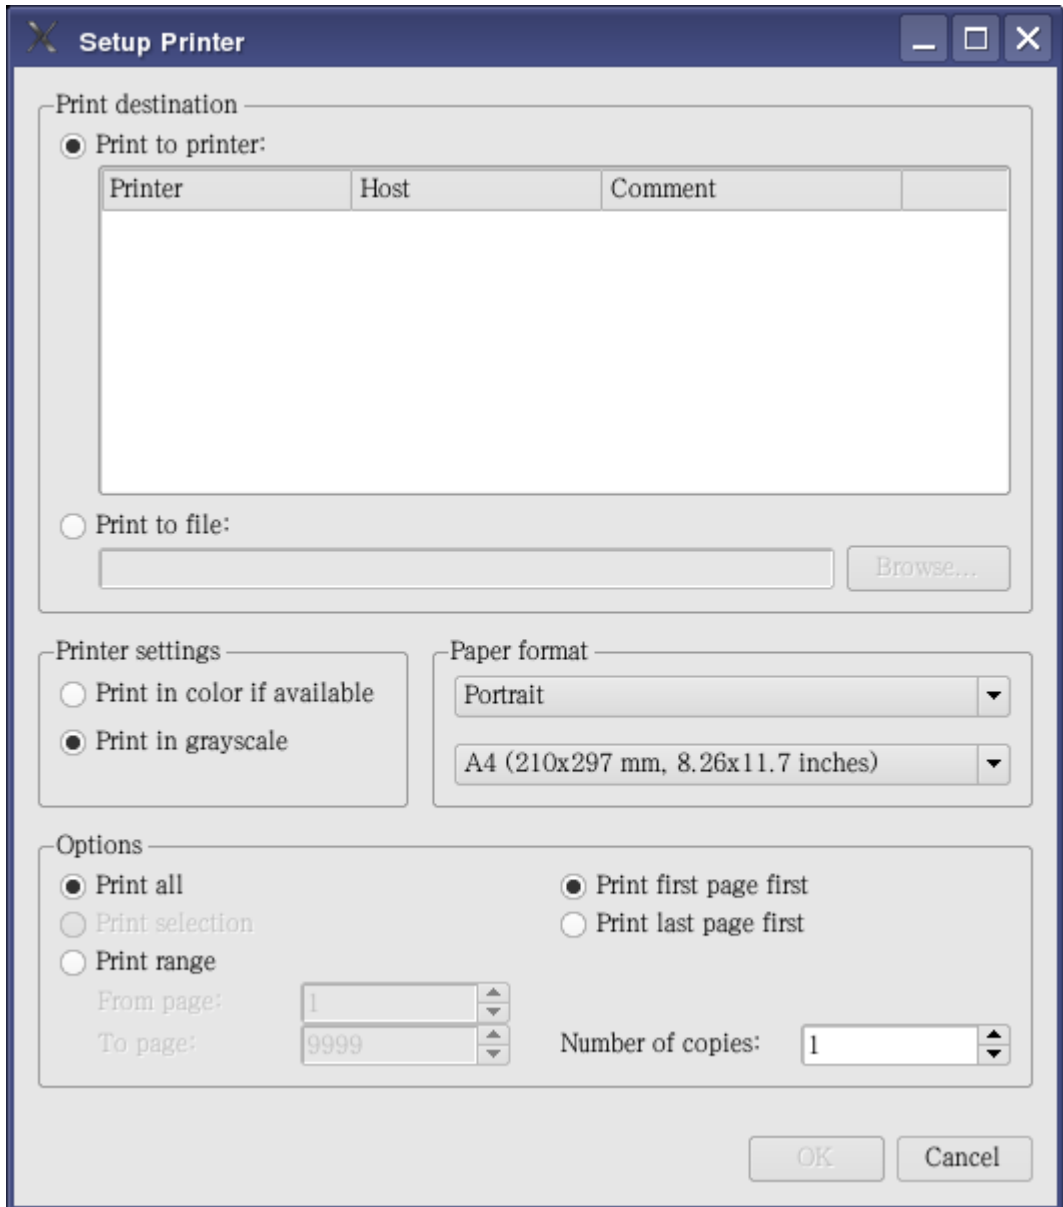 Setup Printer
Print destination
Print to printer:
Printer Host Comment
Print to file:
Browse...
Printer settings
Print in color if available
Print in grayscale
Paper format
Portrait
A4 (210x297 mm, 8.26x11.7 inches)
Options
Print all
Print selection
Print range
From page: 1
To page: 9999
Print first page first
Print last page first
Number of copies: 1
OK Cancel